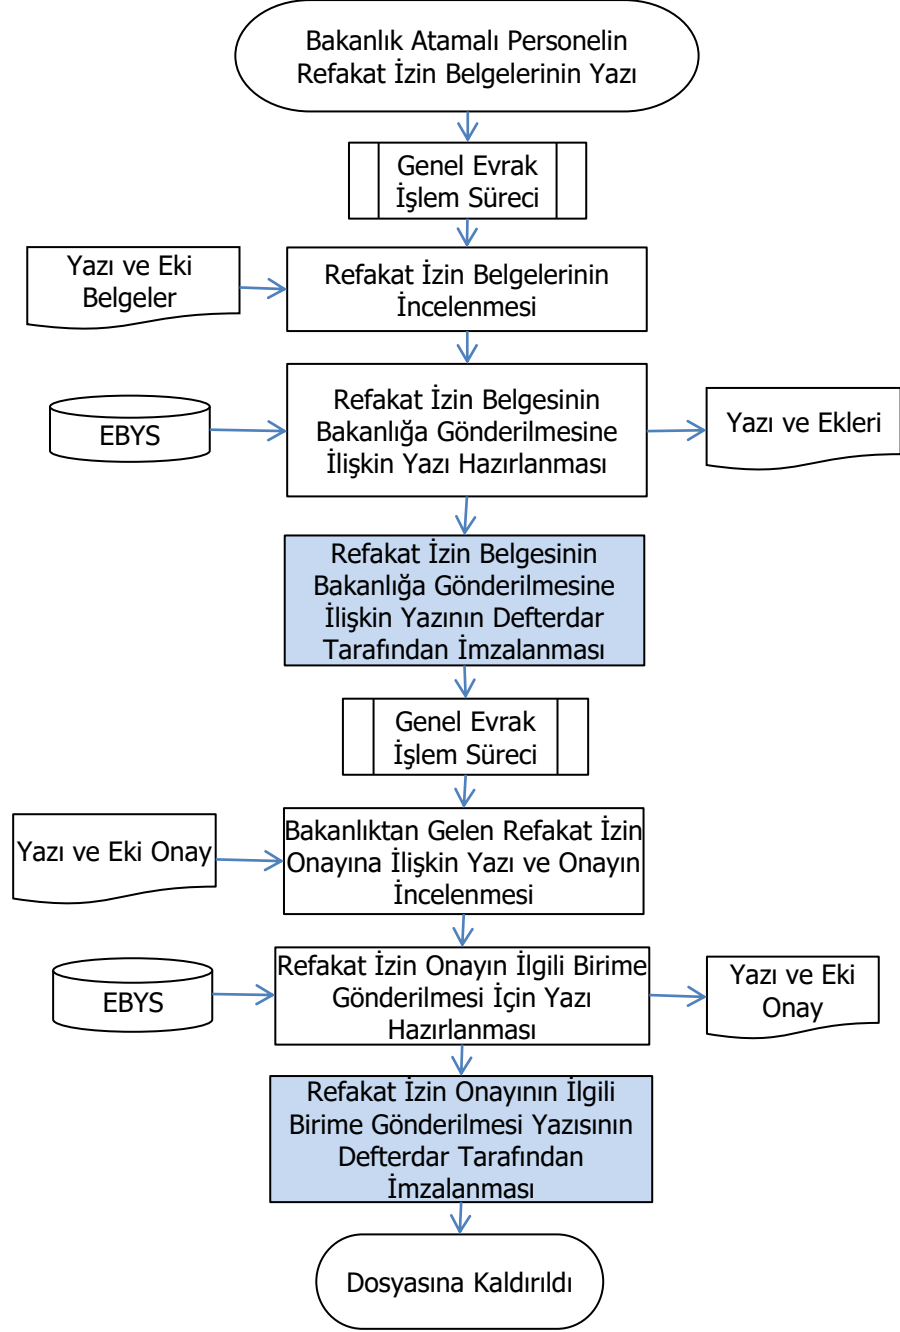 Bakanlık Atamalı Personelin
Refakat İzin Belgelerinin Yazı
Genel Evrak
İşlem Süreci
Yazı ve Eki
Belgeler
Refakat İzin Belgelerinin
İncelenmesi
EBYS
Refakat İzin Belgesinin
Bakanlığa Gönderilmesine
İlişkin Yazı Hazırlanması
Yazı ve Ekleri
Refakat İzin Belgesinin
Bakanlığa Gönderilmesine
İlişkin Yazının Defterdar
Tarafından İmzalanması
Genel Evrak
İşlem Süreci
Yazı ve Eki Onay
Bakanlıktan Gelen Refakat İzin
Onayına İlişkin Yazı ve Onayın
İncelenmesi
EBYS
Refakat İzin Onayın İlgili Birime
Gönderilmesi İçin Yazı
Hazırlanması
Yazı ve Eki
Onay
Refakat İzin Onayının İlgili
Birime Gönderilmesi Yazısının
Defterdar Tarafından
İmzalanması
Dosyasına Kaldırıldı